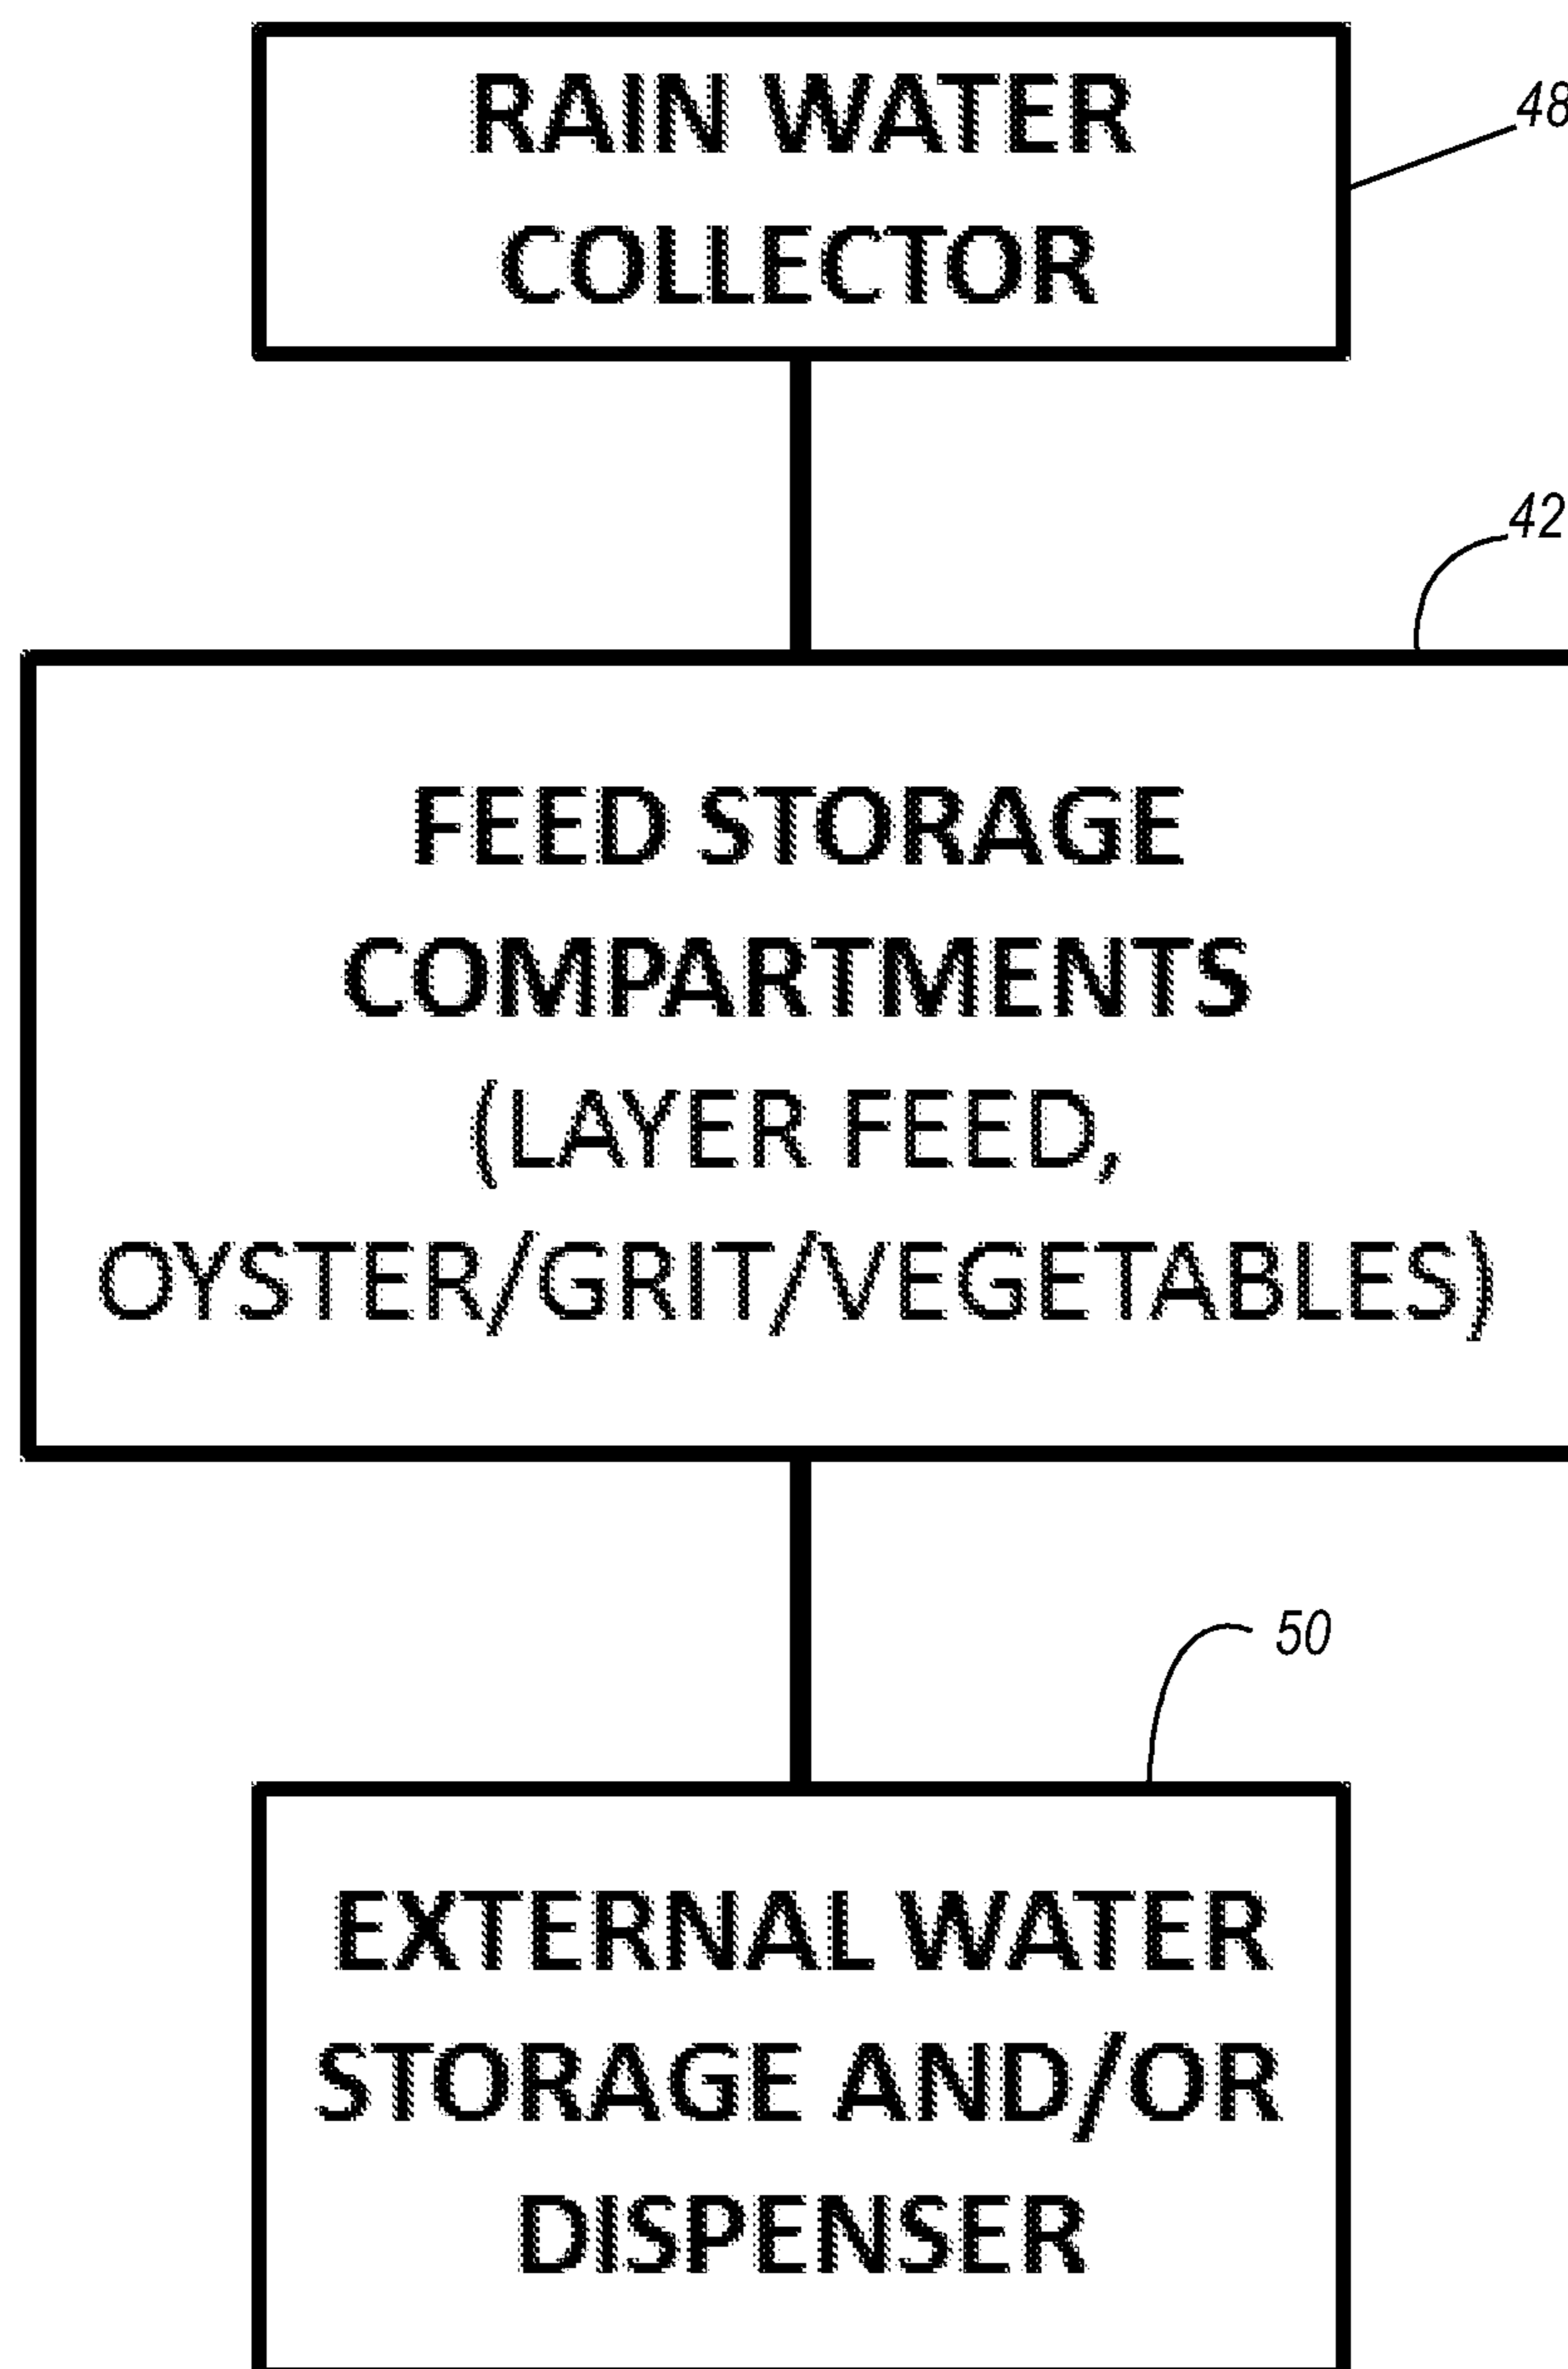 RAIN WATER
COLLECTOR
48
42
FEED STORAGE
COMPARTMENTS
(LAYER FEED,
OYSTER/GRIT/VEGETABLES)
50
EXTERNAL WATER
STORAGE AND/OR
DISPENSER